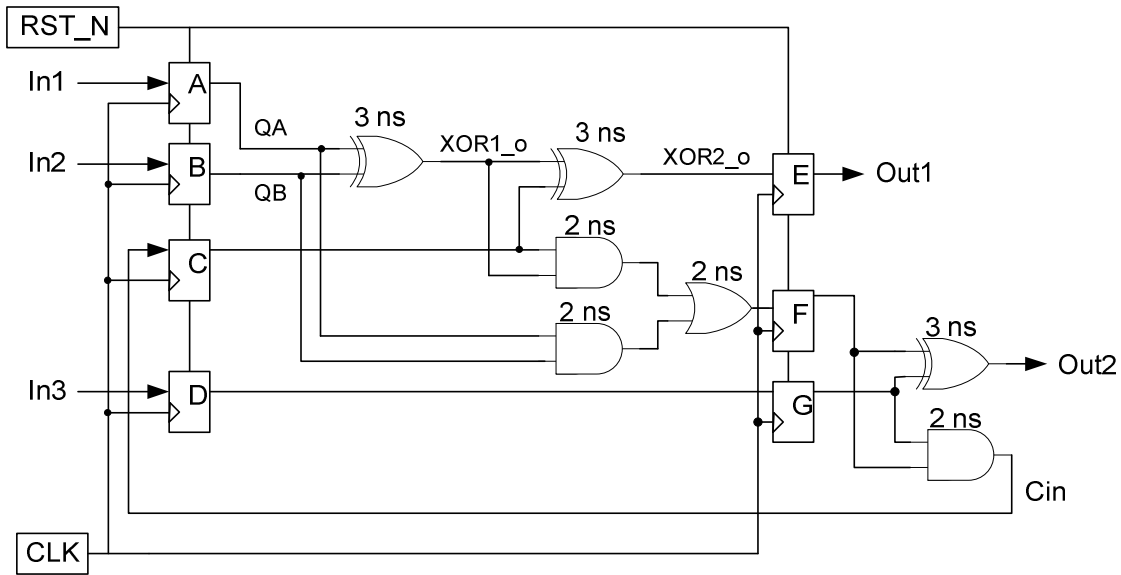 RST_N
In1
A
3 ns
3 ns
QA
XOR1_o
XOR2_o
In2
B
E
Out1
QB
2 ns
C
2 ns
2 ns
F
3 ns
Out2
In3
D
G
2 ns
Cin
CLK